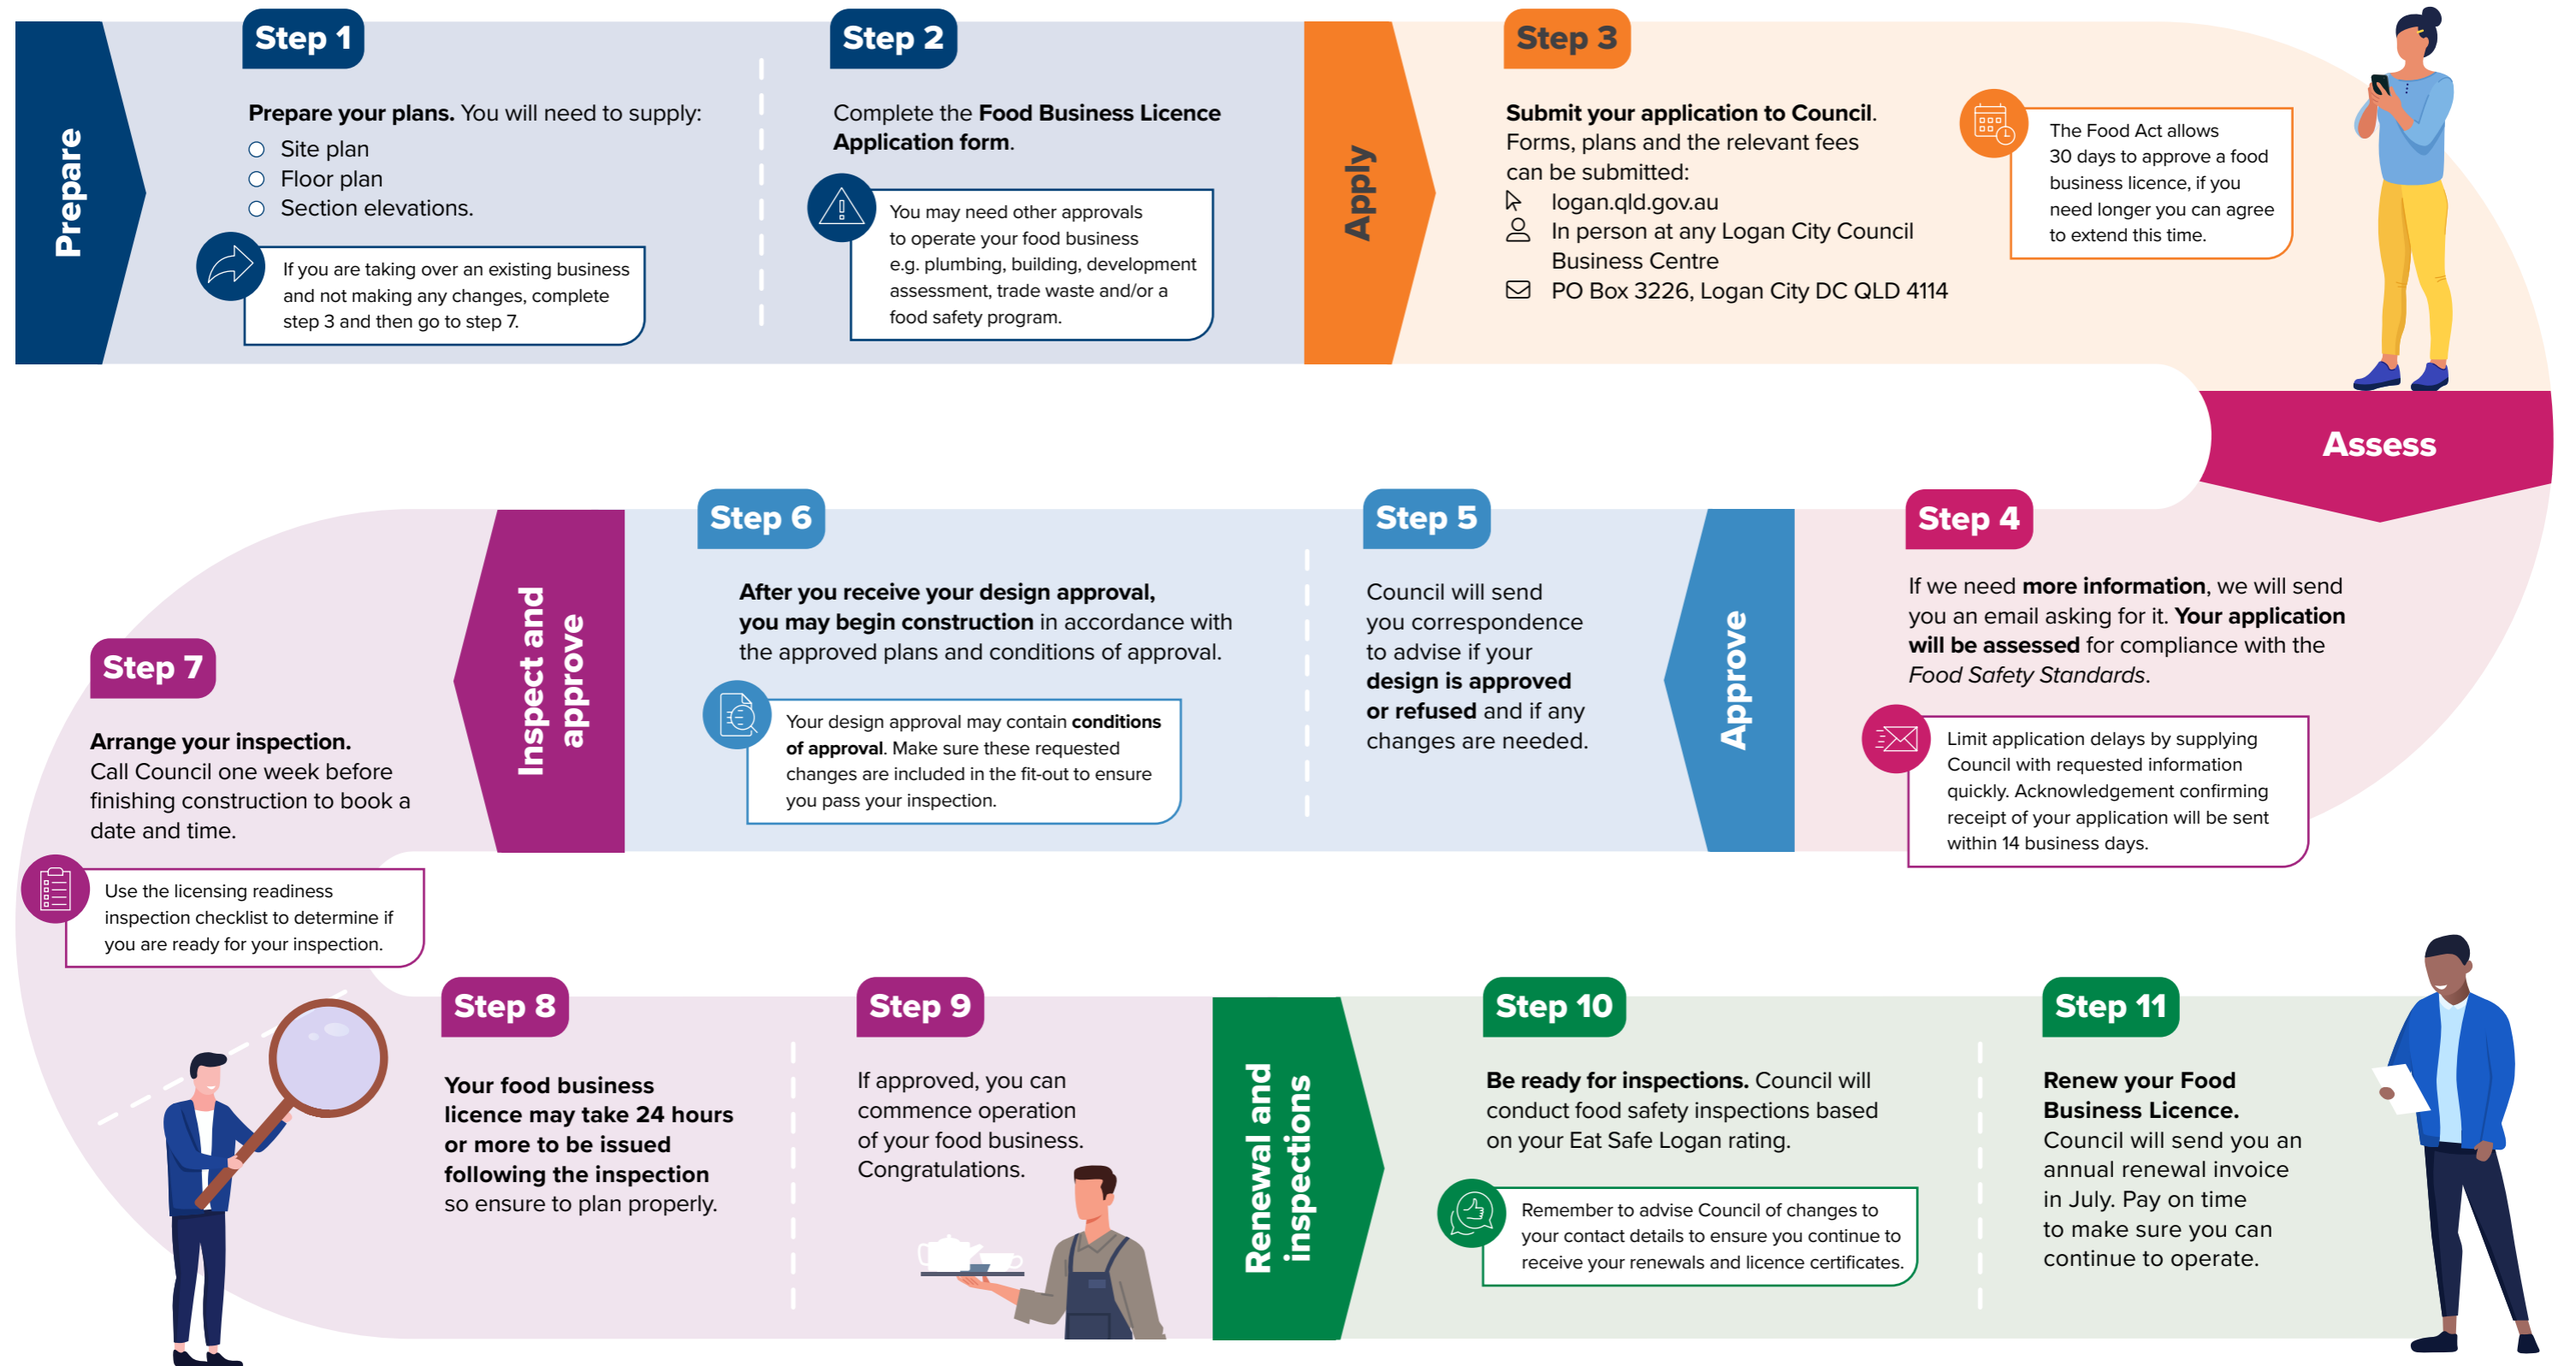 Prepare
Step 1
Prepare your plans. You will need to supply:
Site plan
Floor plan
Section elevations.
If you are taking over an existing business
and not making any changes, complete
step 3 and then go to step 7.
Step 2
Complete the Food Business Licence
Application form.
You may need other approvals
to operate your food business
e.g. plumbing, building, development
assessment, trade waste and/or a
food safety program.
Apply
Step 3
Submit your application to Council.
Forms, plans and the relevant fees
can be submitted:
logan.qld.gov.au
In person at any Logan City Council
Business Centre
PO Box 3226, Logan City DC QLD 4114
The Food Act allows
30 days to approve a food
business licence, if you
need longer you can agree
to extend this time.
Assess
Step 4
If we need more information, we will send
you an email asking for it. Your application
will be assessed for compliance with the
Food Safety Standards.
Limit application delays by supplying
Council with requested information
quickly. Acknowledgement confirming
receipt of your application will be sent
within 14 business days.
Approve
Step 5
Council will send
you correspondence
to advise if your
design is approved
or refused and if any
changes are needed.
Step 6
After you receive your design approval,
you may begin construction in accordance with
the approved plans and conditions of approval.
Your design approval may contain conditions
of approval. Make sure these requested
changes are included in the fit-out to ensure
you pass your inspection.
Inspect and
approve
Step 7
Arrange your inspection.
Call Council one week before
finishing construction to book a
date and time.
Use the licensing readiness
inspection checklist to determine if
you are ready for your inspection.
Step 8
Your food business
licence may take 24 hours
or more to be issued
following the inspection
so ensure to plan properly.
Step 9
If approved, you can
commence operation
of your food business.
Congratulations.
Renewal and
inspections
Step 10
Be ready for inspections. Council will
conduct food safety inspections based
on your Eat Safe Logan rating.
Remember to advise Council of changes to
your contact details to ensure you continue to
receive your renewals and licence certificates.
Step 11
Renew your Food
Business Licence.
Council will send you an
annual renewal invoice
in July. Pay on time
to make sure you can
continue to operate.